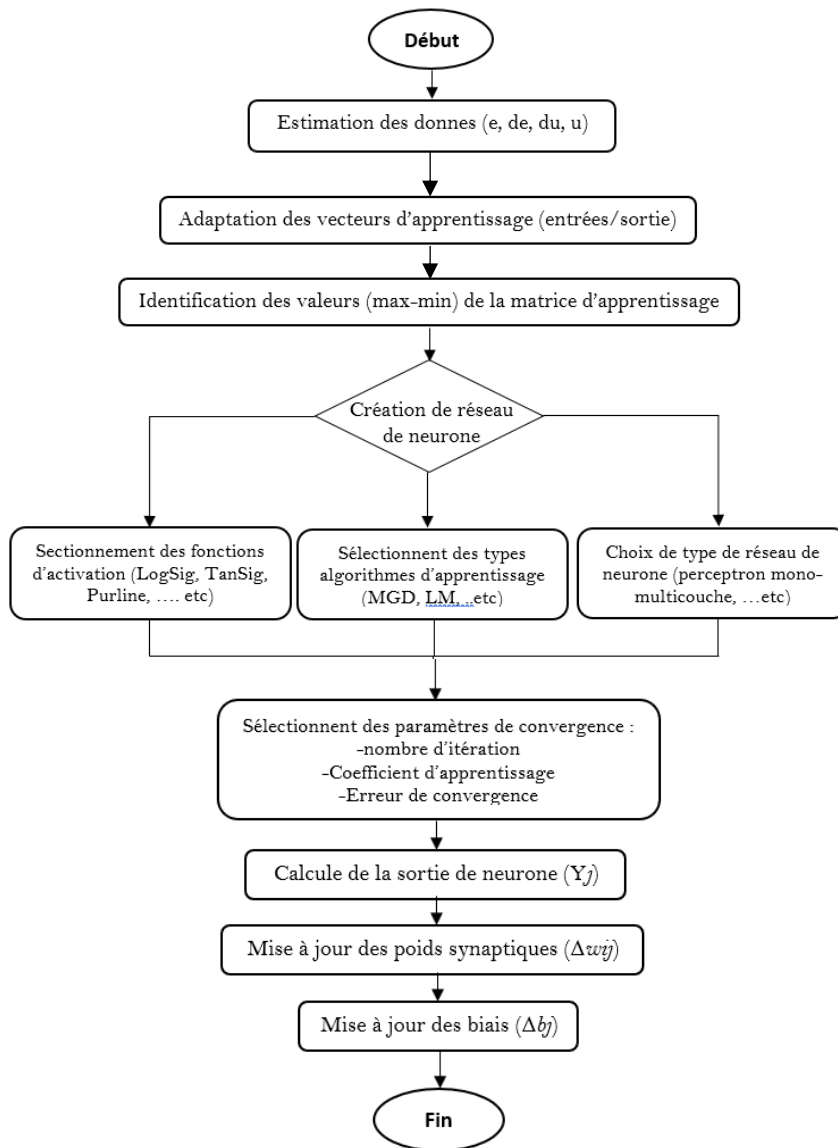 Début
Estimation des donnes (e, de, du, u)
Adaptation des vecteurs d'apprentissage (entrées/sortie)
Identification des valeurs (max-min) de la matrice d'apprentissage
Création de réseau
de neurone
Sectionnement des fonctions
d'activation (LogSig, TanSig,
Purline, …. etc)
Sélectionnent des types
algorithmes d'apprentissage
(MGD, LM, ..etc)
Choix de type de réseau de
neurone (perceptron mono-
multicouche, …etc)
Sélectionnent des paramètres de convergence :
-nombre d'itération
-Coefficient d'apprentissage
-Erreur de convergence
Calcule de la sortie de neurone (Yj)
Mise à jour des poids synaptiques (Δwij)
Mise à jour des biais (Δbj)
Fin